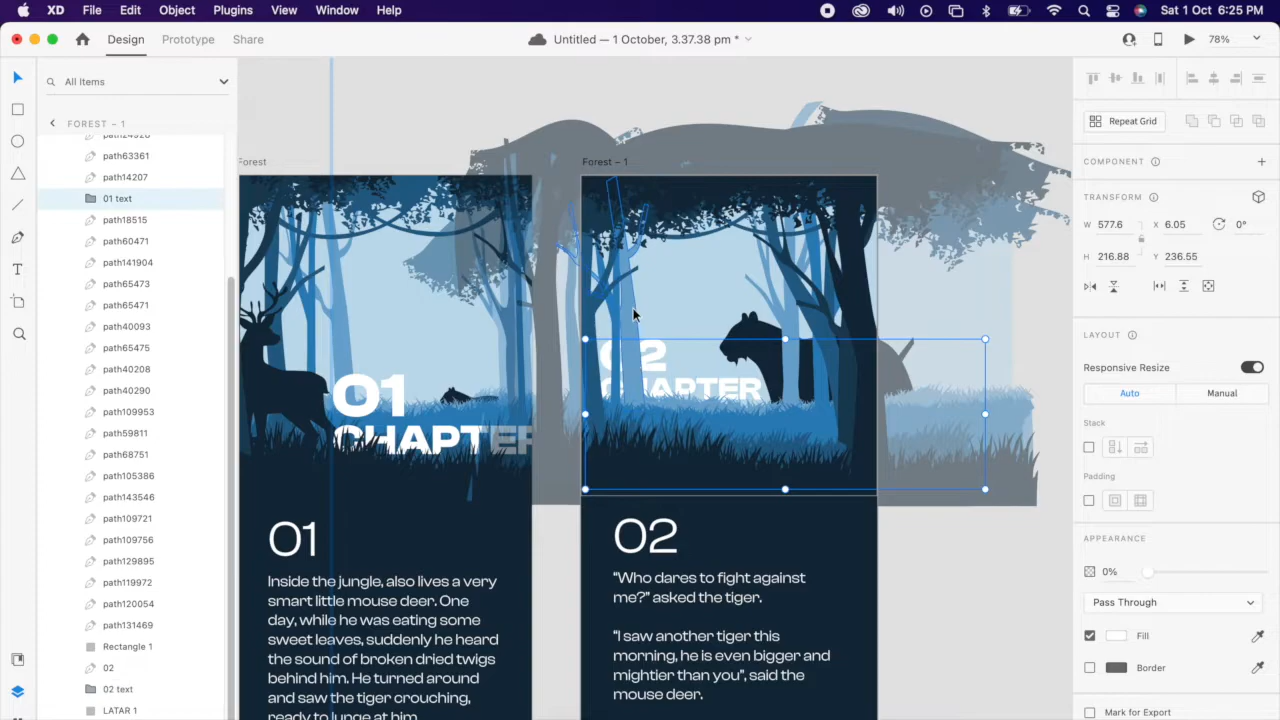 XD File Edit Object Plugins View Window Help
Sat 1 Oct 6:25 PM
Design Prototype Share
Untitled — 1 October, 3.37.38 pm *
78%
All Items
FOREST – 1
path24926
path63361
path14207
01 text
path18515
path60471
path141904
path65473
path65471
path40093
path65475
path40208
path40290
path109953
path59811
path68751
path105386
path143546
path109721
path109756
path129895
path119972
path120054
path131469
Rectangle 1
02
02 text
LATAR 1
Forest
01
CHAPTER
01
Inside the jungle, also lives a very
smart little mouse deer. One
day, while he was eating some
sweet leaves, suddenly he heard
the sound of broken dried twigs
behind him. He turned around
and saw the tiger crouching,
ready to lunge at him
Forest – 1
02
CHAPTER
02
“Who dares to fight against
me?” asked the tiger.
“I saw another tiger this
morning, he is even bigger and
mightier than you”, said the
mouse deer.
Repeat Grid
COMPONENT
TRANSFORM
W 577.6 X 6.05 0°
H 216.88 Y 236.55
LAYOUT
Responsive Resize
Auto Manual
Stack
Padding
APPEARANCE
0%
Pass Through
Fill
Border
Mark for Export